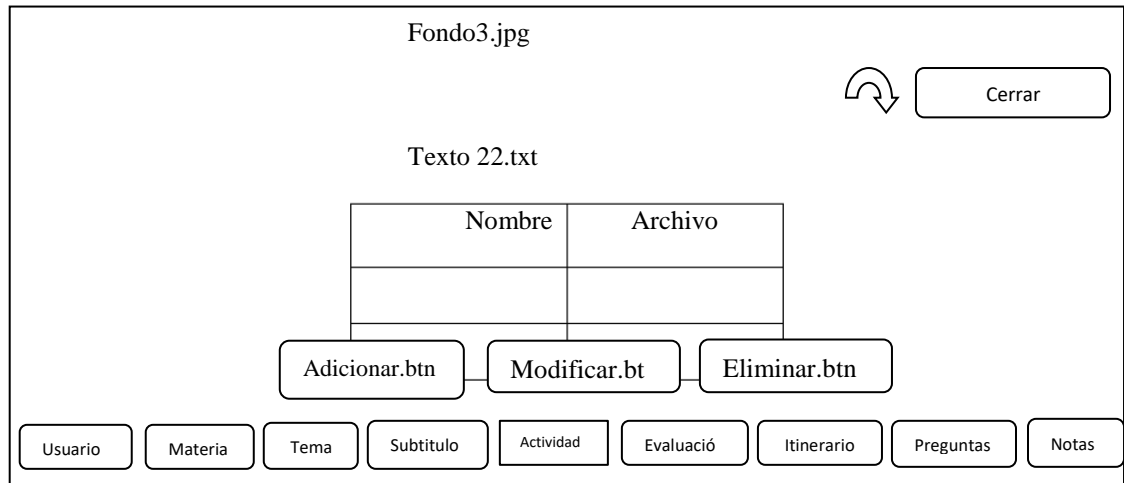 Fondo3.jpg
Cerrar
Texto 22.txt
Nombre Archivo
Adicionar.btn Modificar.bt Eliminar.btn
Usuario Materia Tema Subtitulo Actividad Evaluació Itinerario Preguntas Notas